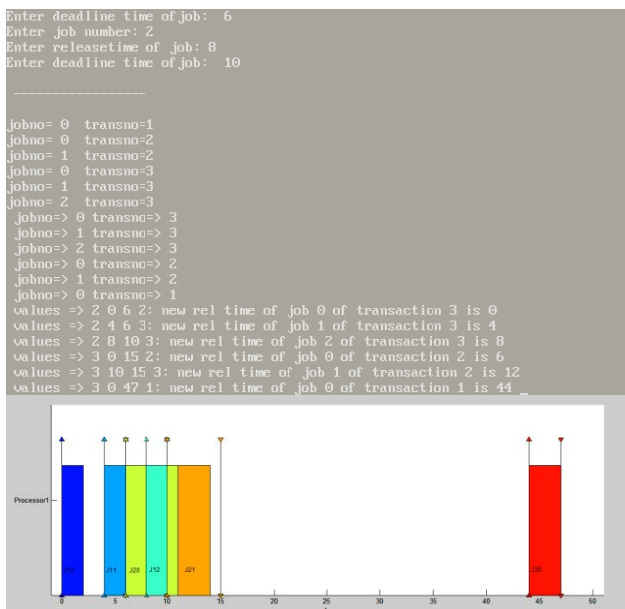 Enter deadline time of job:  6
Enter job number: 2
Enter releasetime of job: 8
Enter deadline time of job:  10
-----------------
jobno= 0  transno=1
jobno= 0  transno=2
jobno= 1  transno=2
jobno= 0  transno=3
jobno= 1  transno=3
jobno= 2  transno=3
jobno=> 0 transno=> 3
jobno=> 1 transno=> 3
jobno=> 2 transno=> 3
jobno=> 0 transno=> 2
jobno=> 1 transno=> 2
jobno=> 0 transno=> 1
values => 2 0 6 2: new rel time of job 0 of transaction 3 is 0
values => 2 4 6 3: new rel time of job 1 of transaction 3 is 4
values => 2 8 10 3: new rel time of job 2 of transaction 3 is 8
values => 3 0 15 2: new rel time of job 0 of transaction 2 is 6
values => 3 10 15 3: new rel time of job 1 of transaction 2 is 12
values => 3 0 47 1: new rel time of job 0 of transaction 1 is 44 _
Processor1
J11 J20 J12 J21
0 5 10 15 20 25 30 35 40 45 50